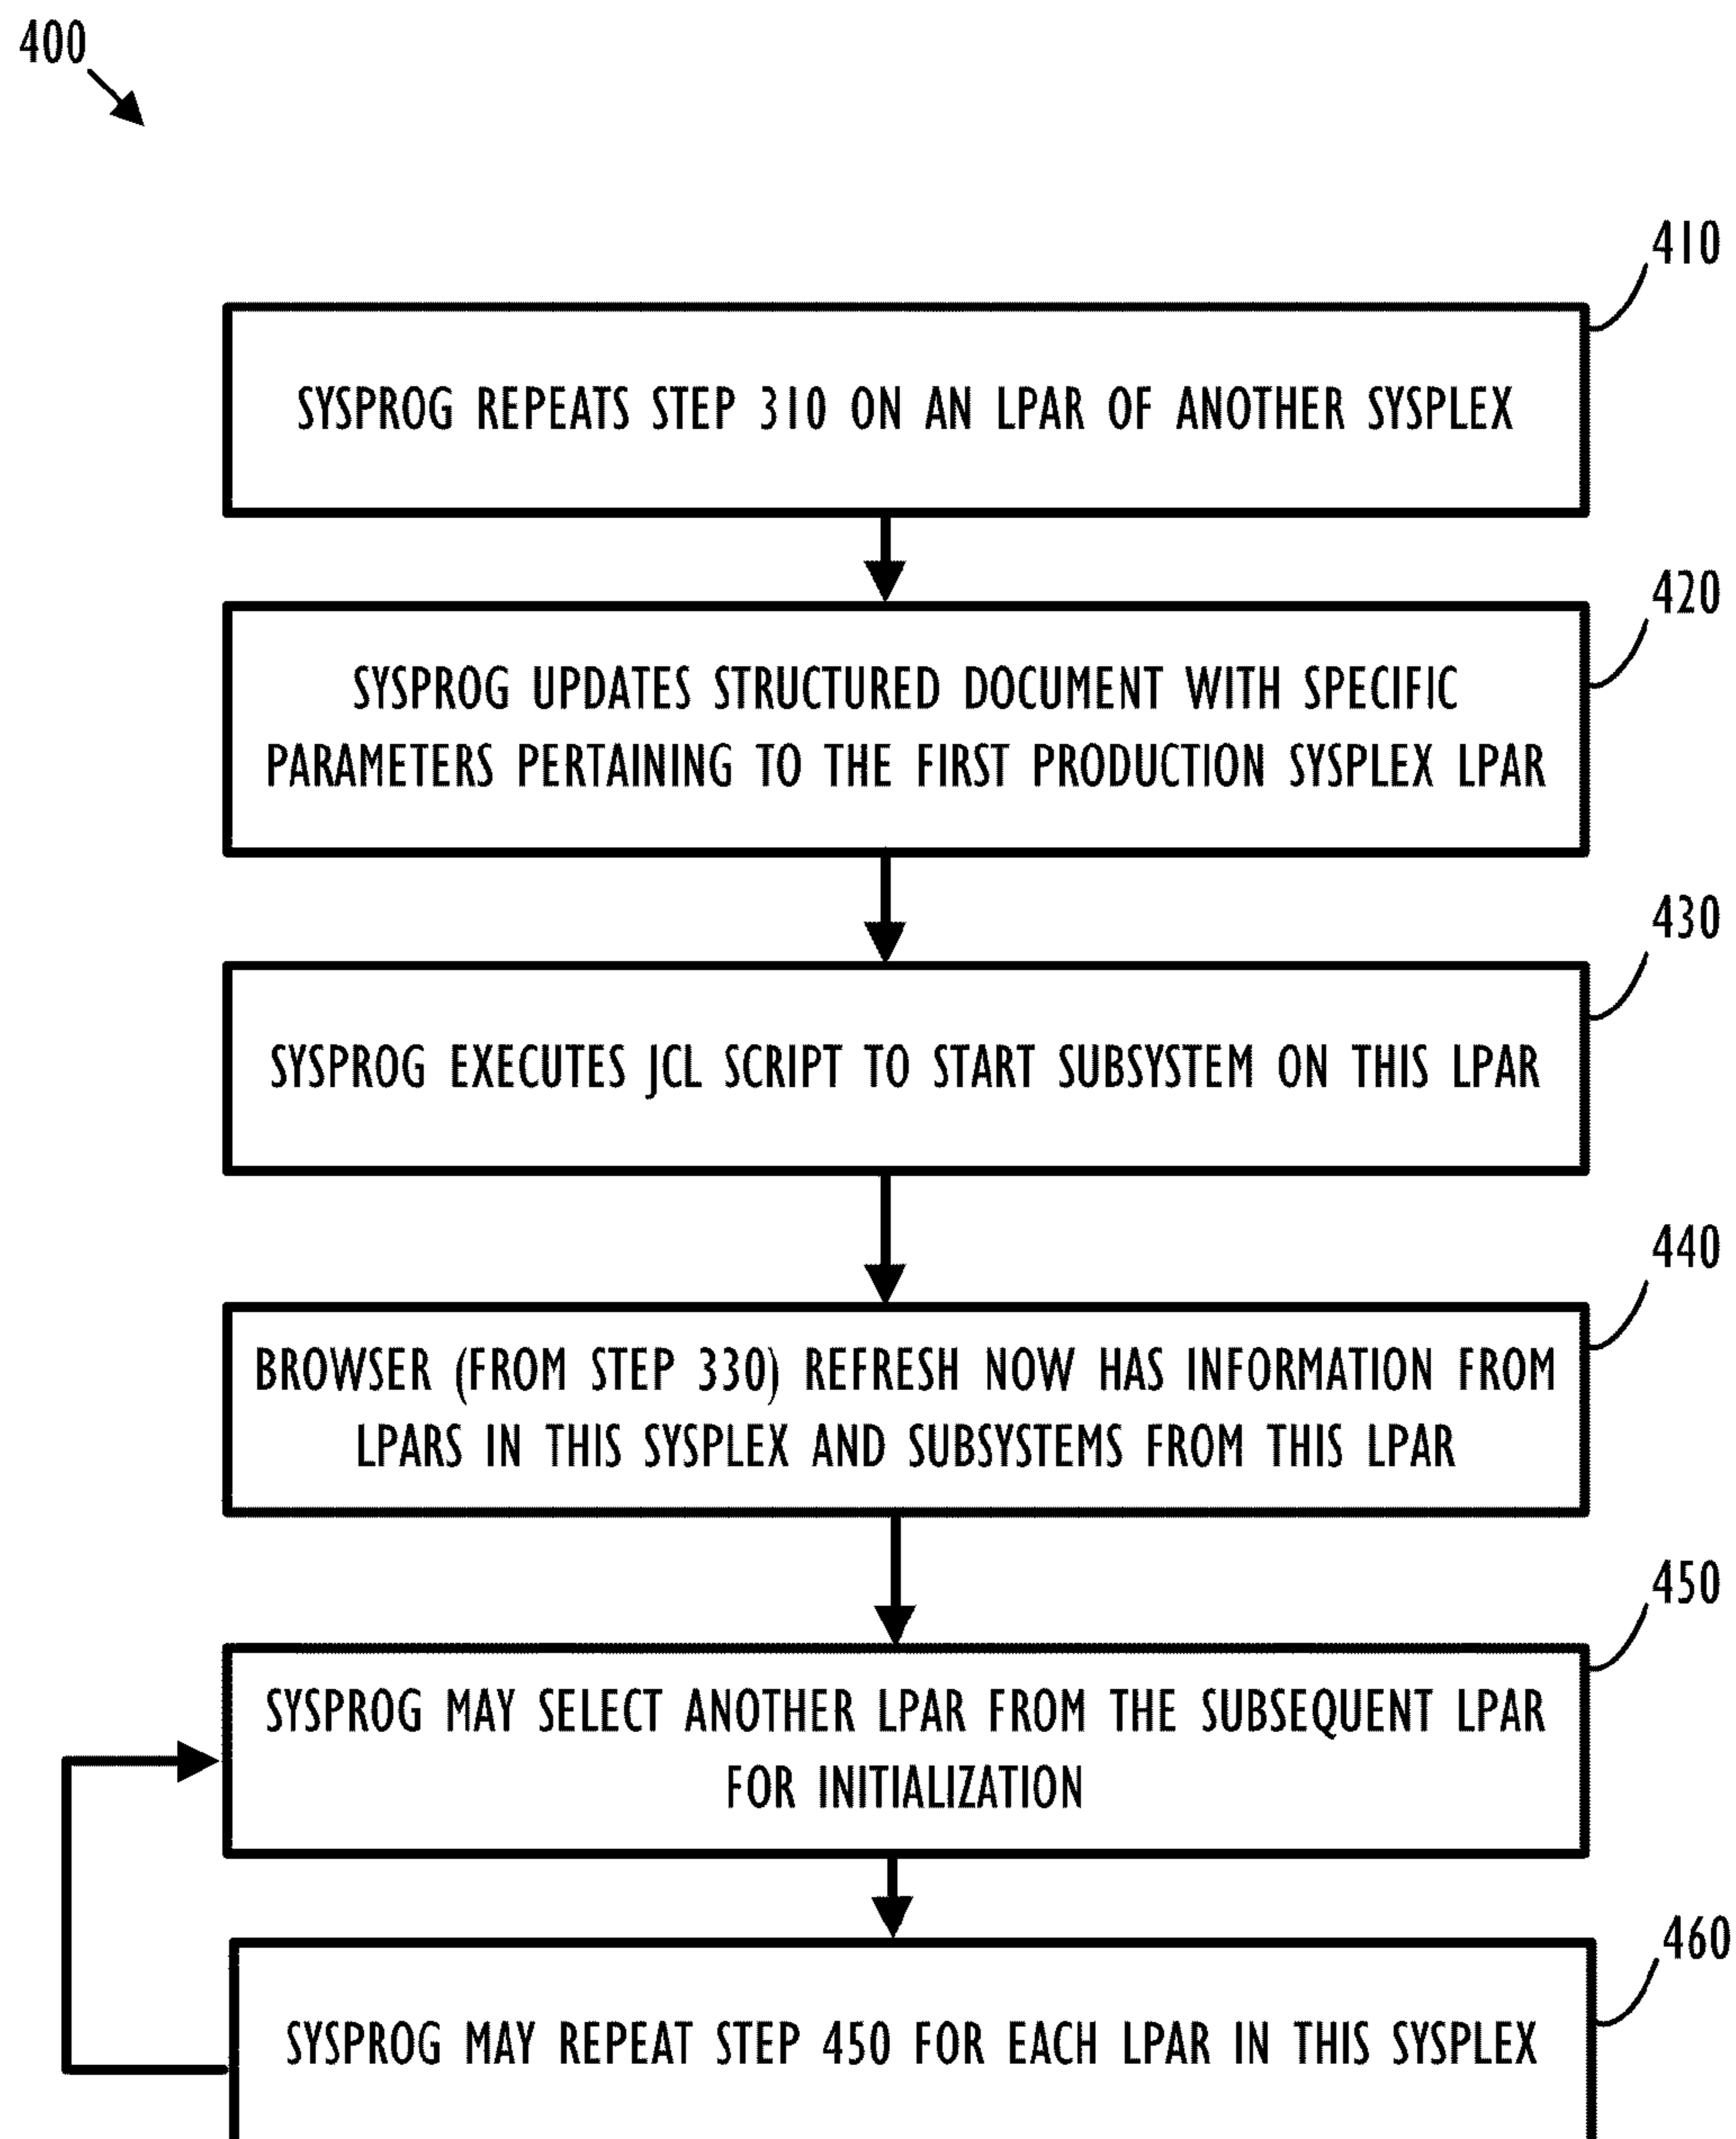 400
410
SYSPROG REPEATS STEP 310 ON AN LPAR OF ANOTHER SYSPLEX
420
SYSPROG UPDATES STRUCTURED DOCUMENT WITH SPECIFIC
PARAMETERS PERTAINING TO THE FIRST PRODUCTION SYSPLEX LPAR
430
SYSPROG EXECUTES JCL SCRIPT TO START SUBSYSTEM ON THIS LPAR
440
BROWSER (FROM STEP 330) REFRESH NOW HAS INFORMATION FROM
LPARS IN THIS SYSPLEX AND SUBSYSTEMS FROM THIS LPAR
450
SYSPROG MAY SELECT ANOTHER LPAR FROM THE SUBSEQUENT LPAR
FOR INITIALIZATION
460
SYSPROG MAY REPEAT STEP 450 FOR EACH LPAR IN THIS SYSPLEX